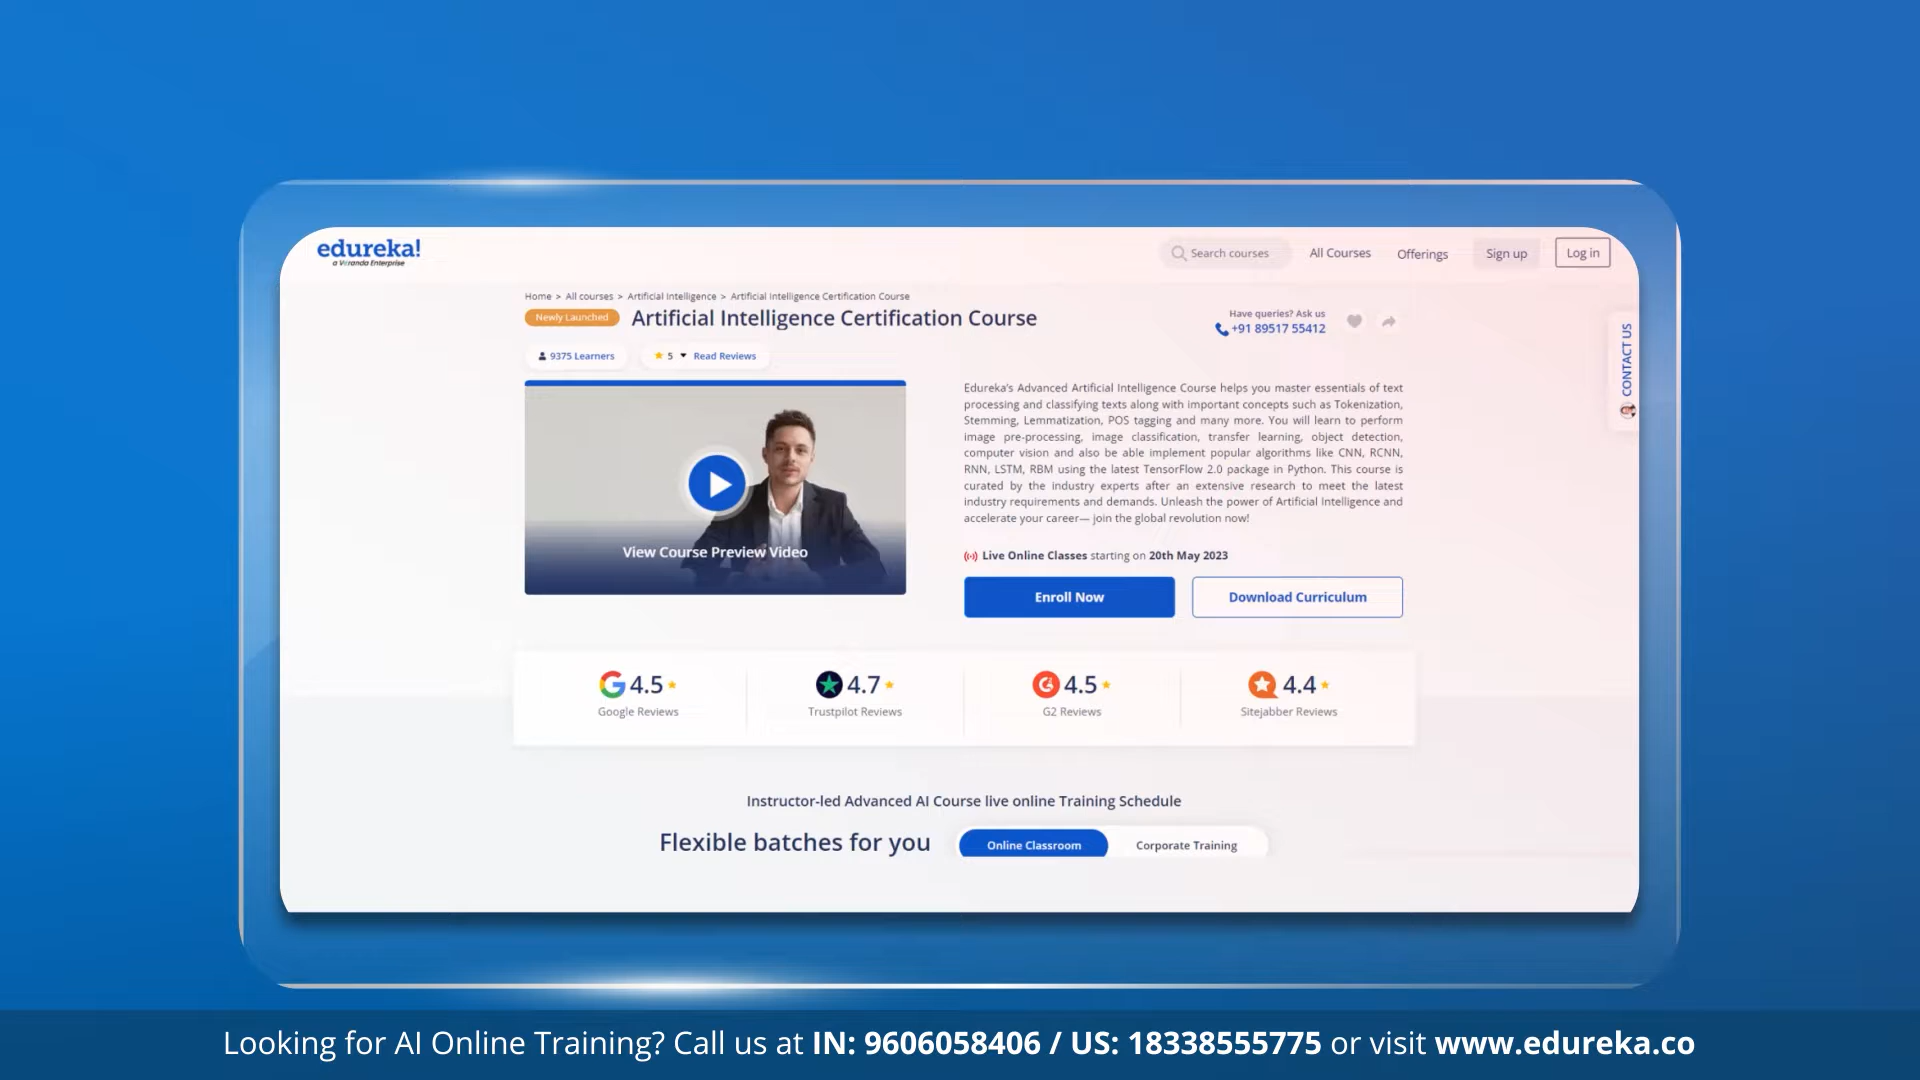 edureka!
a Veranda Enterprise
Search courses
All Courses
Offerings
Sign up
Log in
Home > All courses > Artificial Intelligence > Artificial Intelligence Certification Course
Newly Launched
Artificial Intelligence Certification Course
Have queries? Ask us
+91 89517 55412
9375 Learners
5
Read Reviews
CONTACT US
View Course Preview Video
Edureka's Advanced Artificial Intelligence Course helps you master essentials of text
processing and classifying texts along with important concepts such as Tokenization,
Stemming, Lemmatization, POS tagging and many more. You will learn to perform
image pre-processing, image classification, transfer learning, object detection,
computer vision and also be able implement popular algorithms like CNN, RCNN,
RNN, LSTM, RBM using the latest TensorFlow 2.0 package in Python. This course is
curated by the industry experts after an extensive research to meet the latest
industry requirements and demands. Unleash the power of Artificial Intelligence and
accelerate your career— join the global revolution now!
Live Online Classes starting on 20th May 2023
Enroll Now
Download Curriculum
4.5
Google Reviews
4.7
Trustpilot Reviews
4.5
G2 Reviews
4.4
Sitejabber Reviews
Instructor-led Advanced AI Course live online Training Schedule
Flexible batches for you
Online Classroom
Corporate Training
Looking for AI Online Training? Call us at IN: 9606058406 / US: 18338555775 or visit www.edureka.co